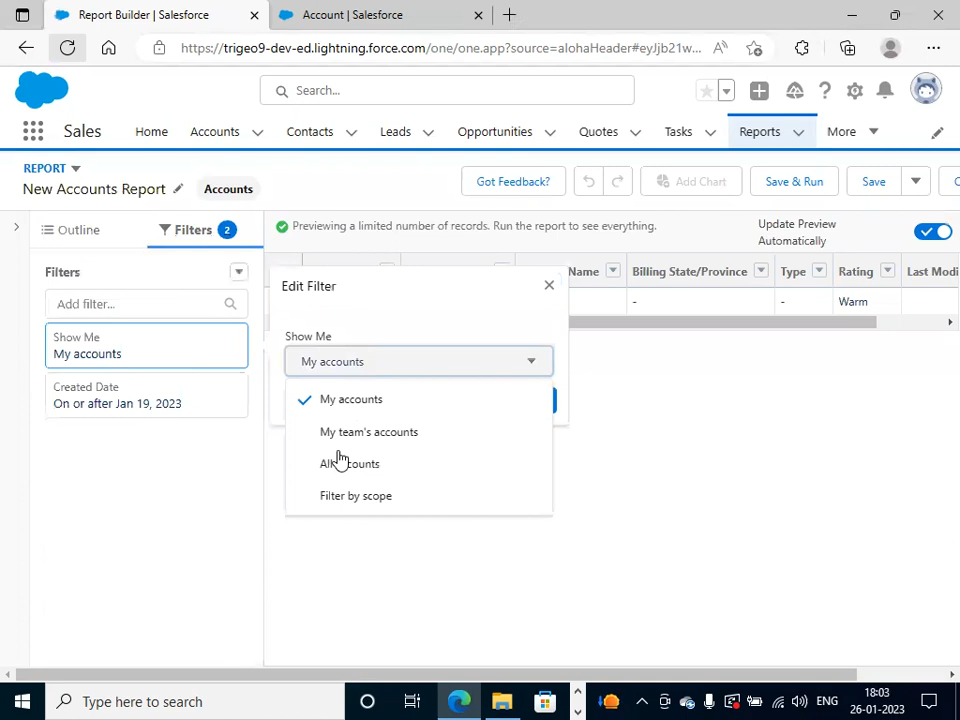 Report Builder | Salesforce
Account | Salesforce
https://trigeo9-dev-ed.lightning.force.com/one/one.app?source=alohaHeader#eyJjb21w...
Search...
Sales
Home
Accounts
Contacts
Leads
Opportunities
Quotes
Tasks
Reports
More
REPORT
New Accounts Report
Accounts
Got Feedback?
Add Chart
Save & Run
Save
Outline
Filters 2
Previewing a limited number of records. Run the report to see everything.
Update Preview
Automatically
Filters
Add filter...
Show Me
My accounts
Created Date
On or after Jan 19, 2023
Name
Billing State/Province
Type
Rating
Last Modi
-
-
Warm
Edit Filter
Show Me
My accounts
My accounts
My team's accounts
All accounts
Filter by scope
Type here to search
ENG
18:03
26-01-2023